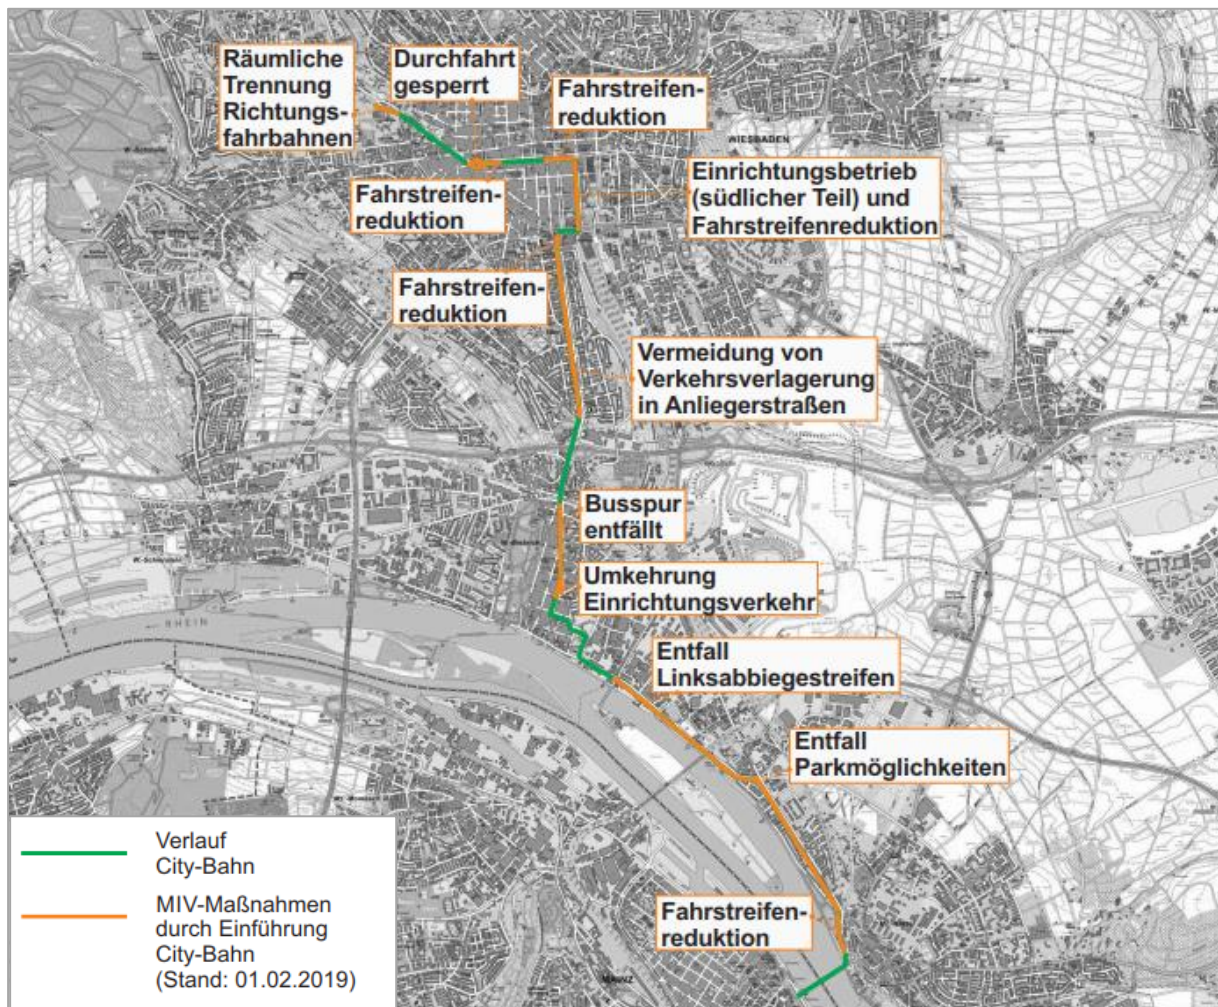 Räumliche
Trennung
Richtungs-
fahrbahnen
Durchfahrt
gesperrt
Fahrstreifen-
reduktion
WIESBADEN
Fahrstreifen-
reduktion
Einrichtungsbetrieb
(südlicher Teil) und
Fahrstreifenreduktion
Fahrstreifen-
reduktion
Vermeidung von
Verkehrsverlagerung
in Anliegerstraßen
Busspur
entfällt
Umkehrung
Einrichtungsverkehr
RHEIN
Entfall
Linksabbiegestreifen
Entfall
Parkmöglichkeiten
Fahrstreifen-
reduktion
MAINZ
Verlauf
City-Bahn
MIV-Maßnahmen
durch Einführung
City-Bahn
(Stand: 01.02.2019)